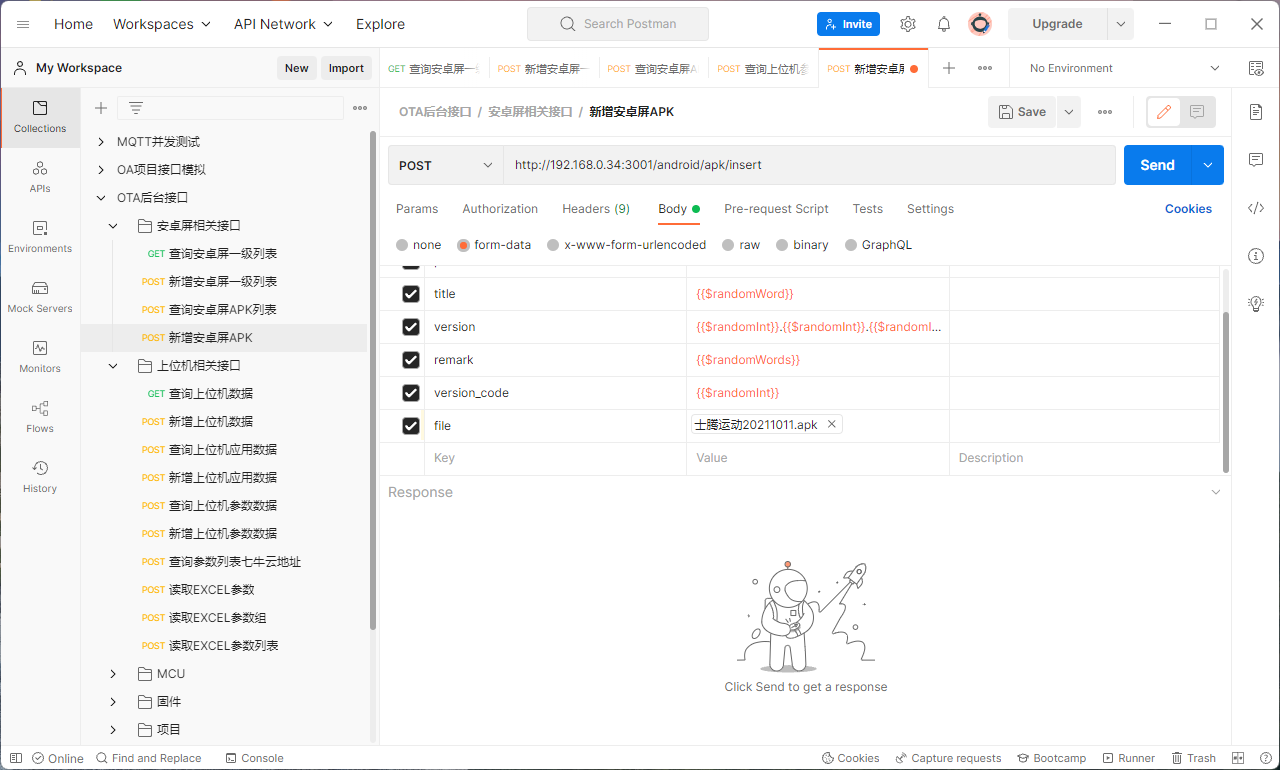 Home Workspaces API Network Explore Search Postman Invite Upgrade
My Workspace New Import
GET 查询安卓屏一 POST 新增安卓屏一 POST 查询安卓屏 POST 查询上位机 POST 新增安卓 No Environment
Collections
APIs
Environments
Mock Servers
Monitors
Flows
History
MQTT并发测试
OA项目接口模拟
OTA后台接口
安卓屏相关接口
GET 查询安卓屏一级列表
POST 新增安卓屏一级列表
POST 查询安卓屏APK列表
POST 新增安卓屏APK
上位机相关接口
GET 查询上位机数据
POST 新增上位机数据
POST 查询上位机应用数据
POST 新增上位机应用数据
POST 查询上位机参数数据
POST 新增上位机参数数据
POST 查询参数列表七牛云地址
POST 读取EXCEL参数
POST 读取EXCEL参数组
POST 读取EXCEL参数列表
MCU
固件
项目
OTA后台接口 / 安卓屏相关接口 / 新增安卓屏APK Save
POST http://192.168.0.34:3001/android/apk/insert Send
Params Authorization Headers (9) Body Pre-request Script Tests Settings Cookies
none form-data x-www-form-urlencoded raw binary GraphQL
title {{$randomWord}}
version {{$randomInt}}.{{$randomInt}}.{{$randomI...
remark {{$randomWords}}
version_code {{$randomInt}}
file 士腾运动20211011.apk
Key Value Description
Response
Click Send to get a response
Online Find and Replace Console Cookies Capture requests Bootcamp Runner Trash